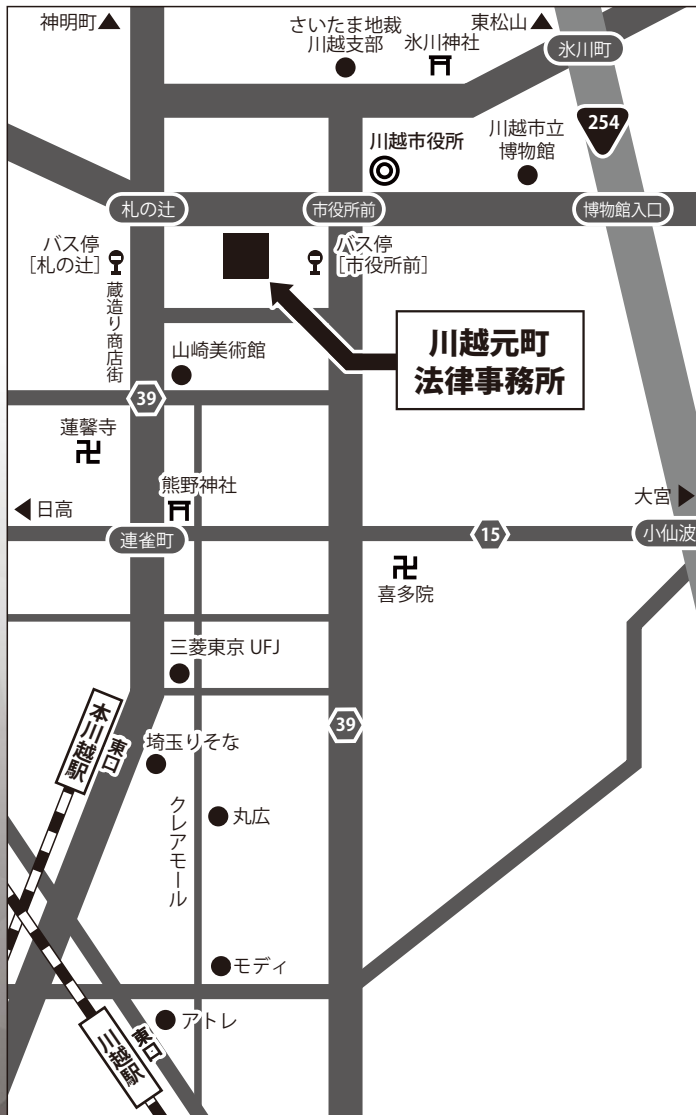 神明町▲
さいたま地裁
川越支部
氷川神社
東松山▲
氷川町
254
川越市役所
川越市立
博物館
札の辻
市役所前
博物館入口
バス停
[札の辻]
バス停
[市役所前]
蔵造り商店街
川越元町
法律事務所
山崎美術館
39
蓮馨寺
熊野神社
◀日高
大宮▶
連雀町
15
小仙波
喜多院
三菱東京 UFJ
39
本川越駅
東口
埼玉りそな
クレアモール
丸広
モディ
アトレ
川越駅
東口